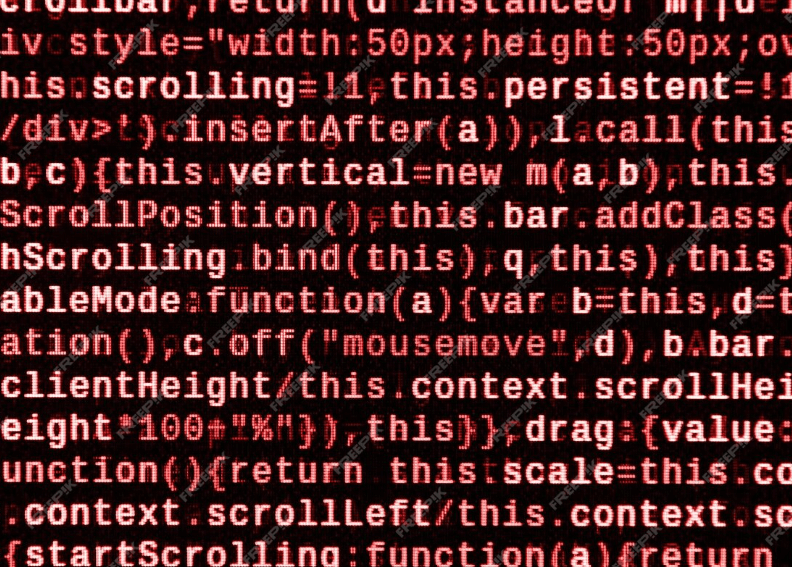 crollbar,return(d instanceof m||d
iv style="width:50px;height:50px;ov
his.scrolling=!1,this.persistent=!1
/div>').insertAfter(a)),l.call(this
b,c){this.vertical=new m(a,b),this.
ScrollPosition(),this.bar.addClass(
hScrolling.bind(this),q,this),this}
ableMode:function(a){var b=this,d=t
ation(),c.off("mousemove",d),b.bar.
clientHeight/this.context.scrollHei
eight*100+"%"}),this}},drag:{value:
unction(){return this.scale=this.co
.context.scrollLeft/this.context.sc
{startScrolling:function(a){return